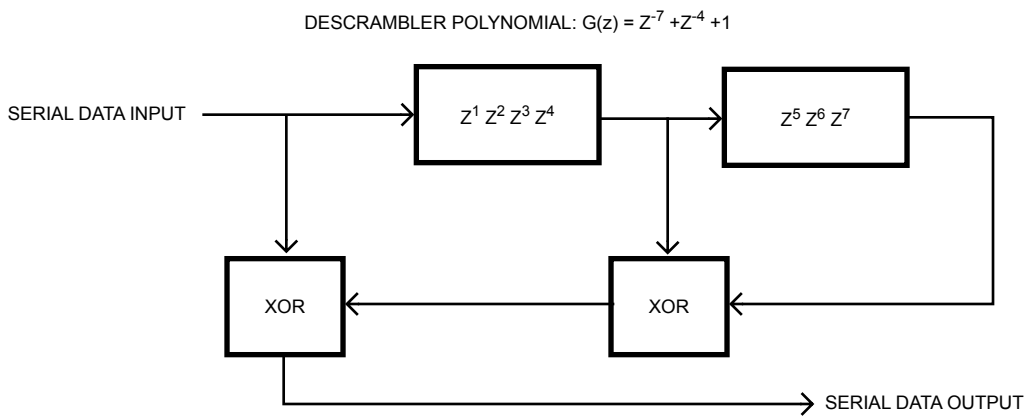 DESCRAMBLER POLYNOMIAL: G(z) = Z⁻⁷ +Z⁻⁴ +1
SERIAL DATA INPUT
Z¹ Z² Z³ Z⁴
Z⁵ Z⁶ Z⁷
XOR
XOR
SERIAL DATA OUTPUT